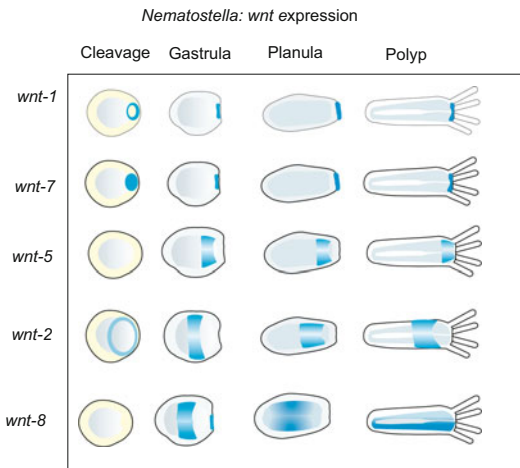 Nematostella: wnt expression
Cleavage Gastrula Planula Polyp
wnt-1
wnt-7
wnt-5
wnt-2
wnt-8